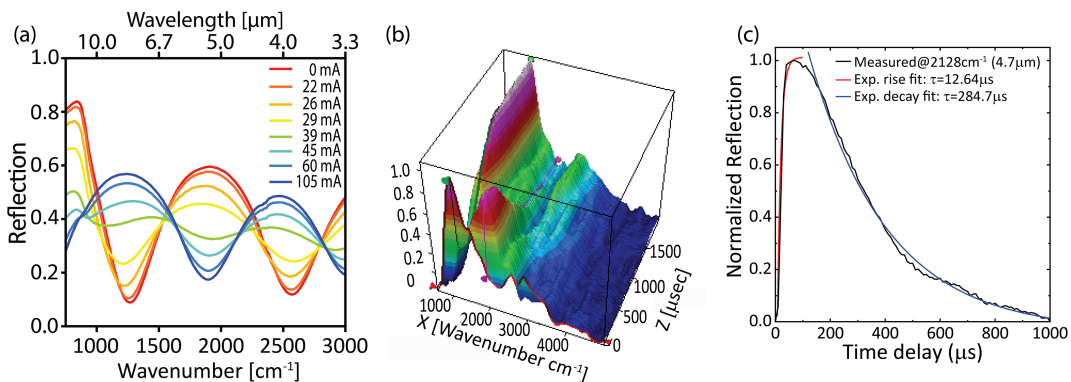 (a)
Wavelength [μm]
10.0 6.7 5.0 4.0 3.3
1.0
0.8
0.6
0.4
0.2
0.0
Reflection
0 mA
22 mA
26 mA
29 mA
39 mA
45 mA
60 mA
105 mA
1000 1500 2000 2500 3000
Wavenumber [cm⁻¹]
(b)
1.0
0.8
0.6
0.4
0.2
0
1000 2000 3000 4000
X [Wavenumber cm⁻¹]
0 500 1000 1500
Z [μsec]
(c)
1.0
0.8
0.6
0.4
0.2
0.0
Normalized Reflection
Measured@2128cm⁻¹ (4.7μm)
Exp. rise fit: τ=12.64μs
Exp. decay fit: τ=284.7μs
0 200 400 600 800 1000
Time delay (μs)